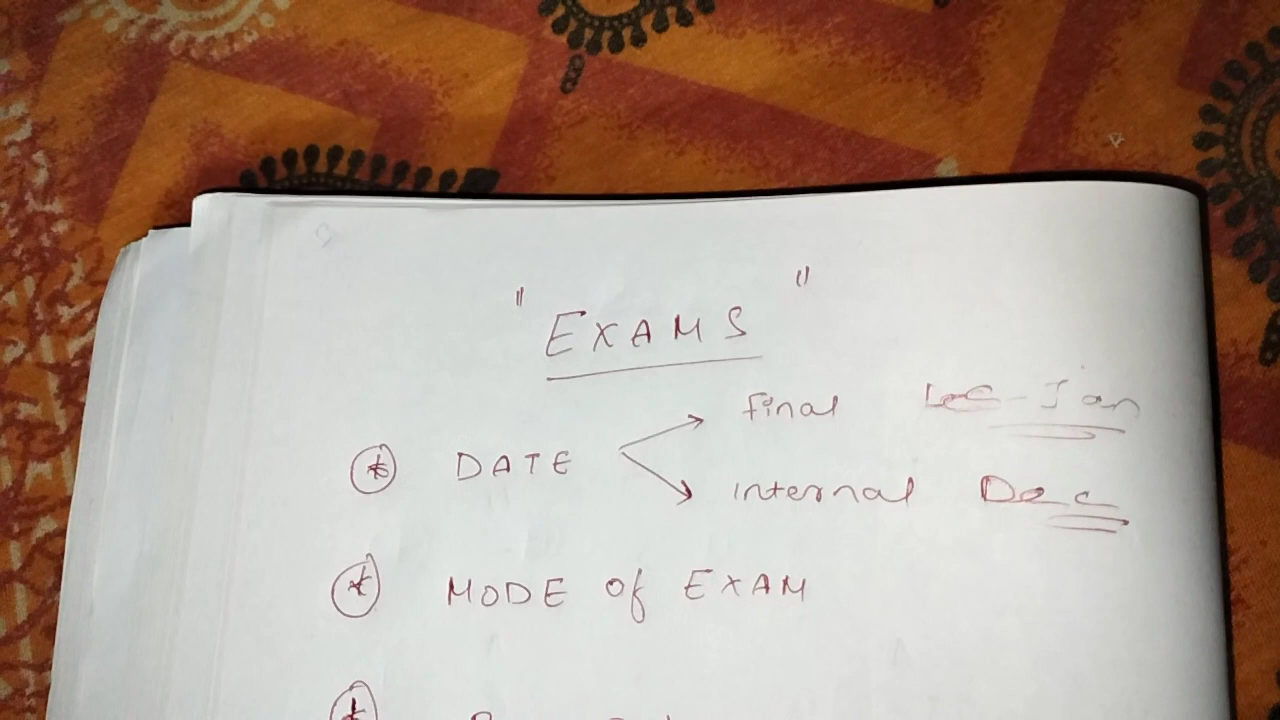 " EXAMS "
Final Jan
* DATE
internal Dec
* MODE of EXAM
*